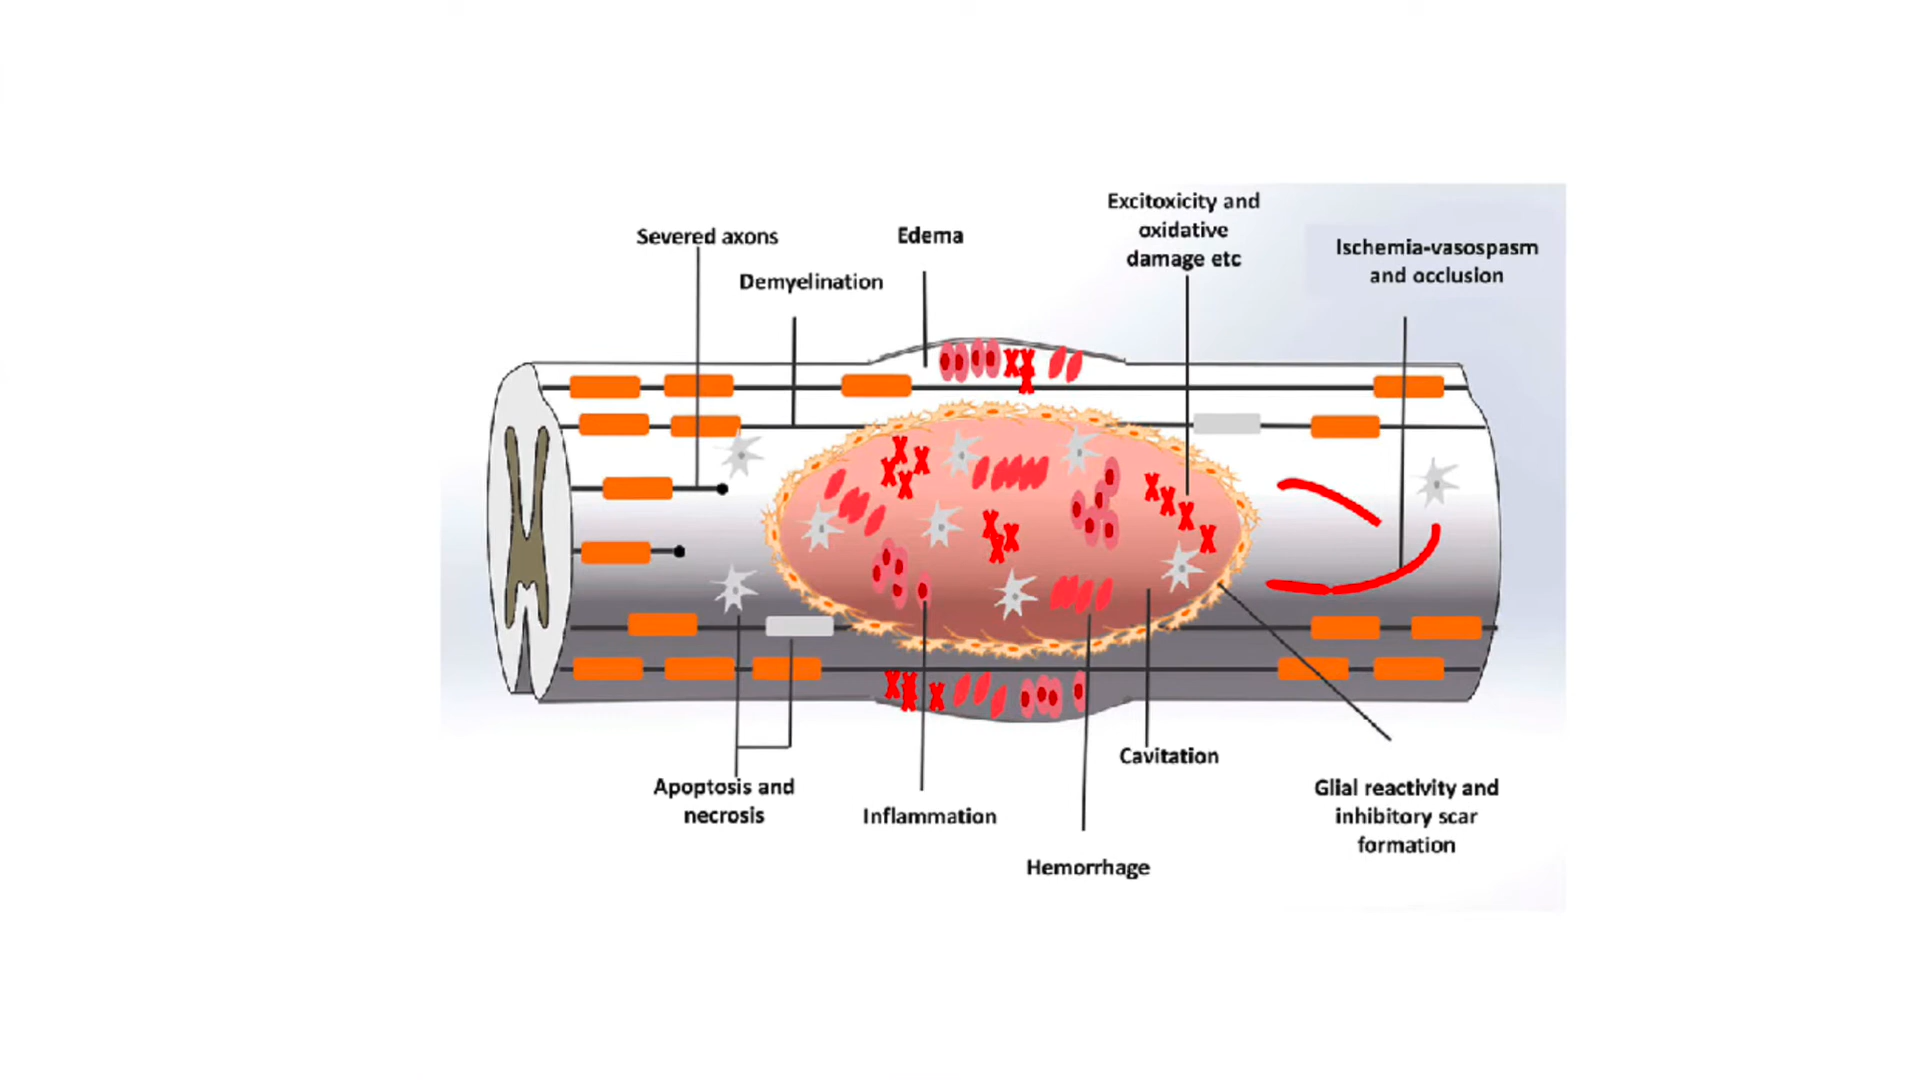 Severed axons
Demyelination
Edema
Excitoxicity and
oxidative
damage etc
Ischemia-vasospasm
and occlusion
Apoptosis and
necrosis
Inflammation
Hemorrhage
Cavitation
Glial reactivity and
inhibitory scar
formation